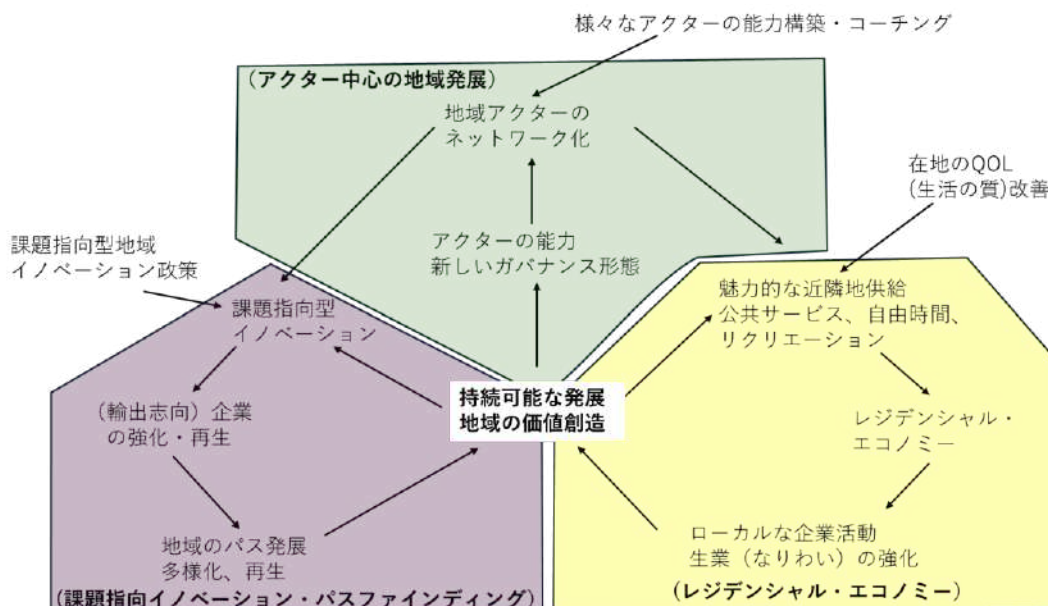 様々なアクターの能力構築・コーチング
(アクター中心の地域発展)
地域アクターの
ネットワーク化
在地のQOL
(生活の質)改善
アクターの能力
新しいガバナンス形態
課題指向型地域
イノベーション政策
課題指向型
イノベーション
魅力的な近隣地供給
公共サービス、自由時間、
リクリエーション
持続可能な発展
地域の価値創造
(輸出志向)企業
の強化・再生
レジデンシャル・
エコノミー
地域のパス発展
多様化、再生
ローカルな企業活動
生業(なりわい)の強化
(課題指向イノベーション・パスファインディング)
(レジデンシャル・エコノミー)